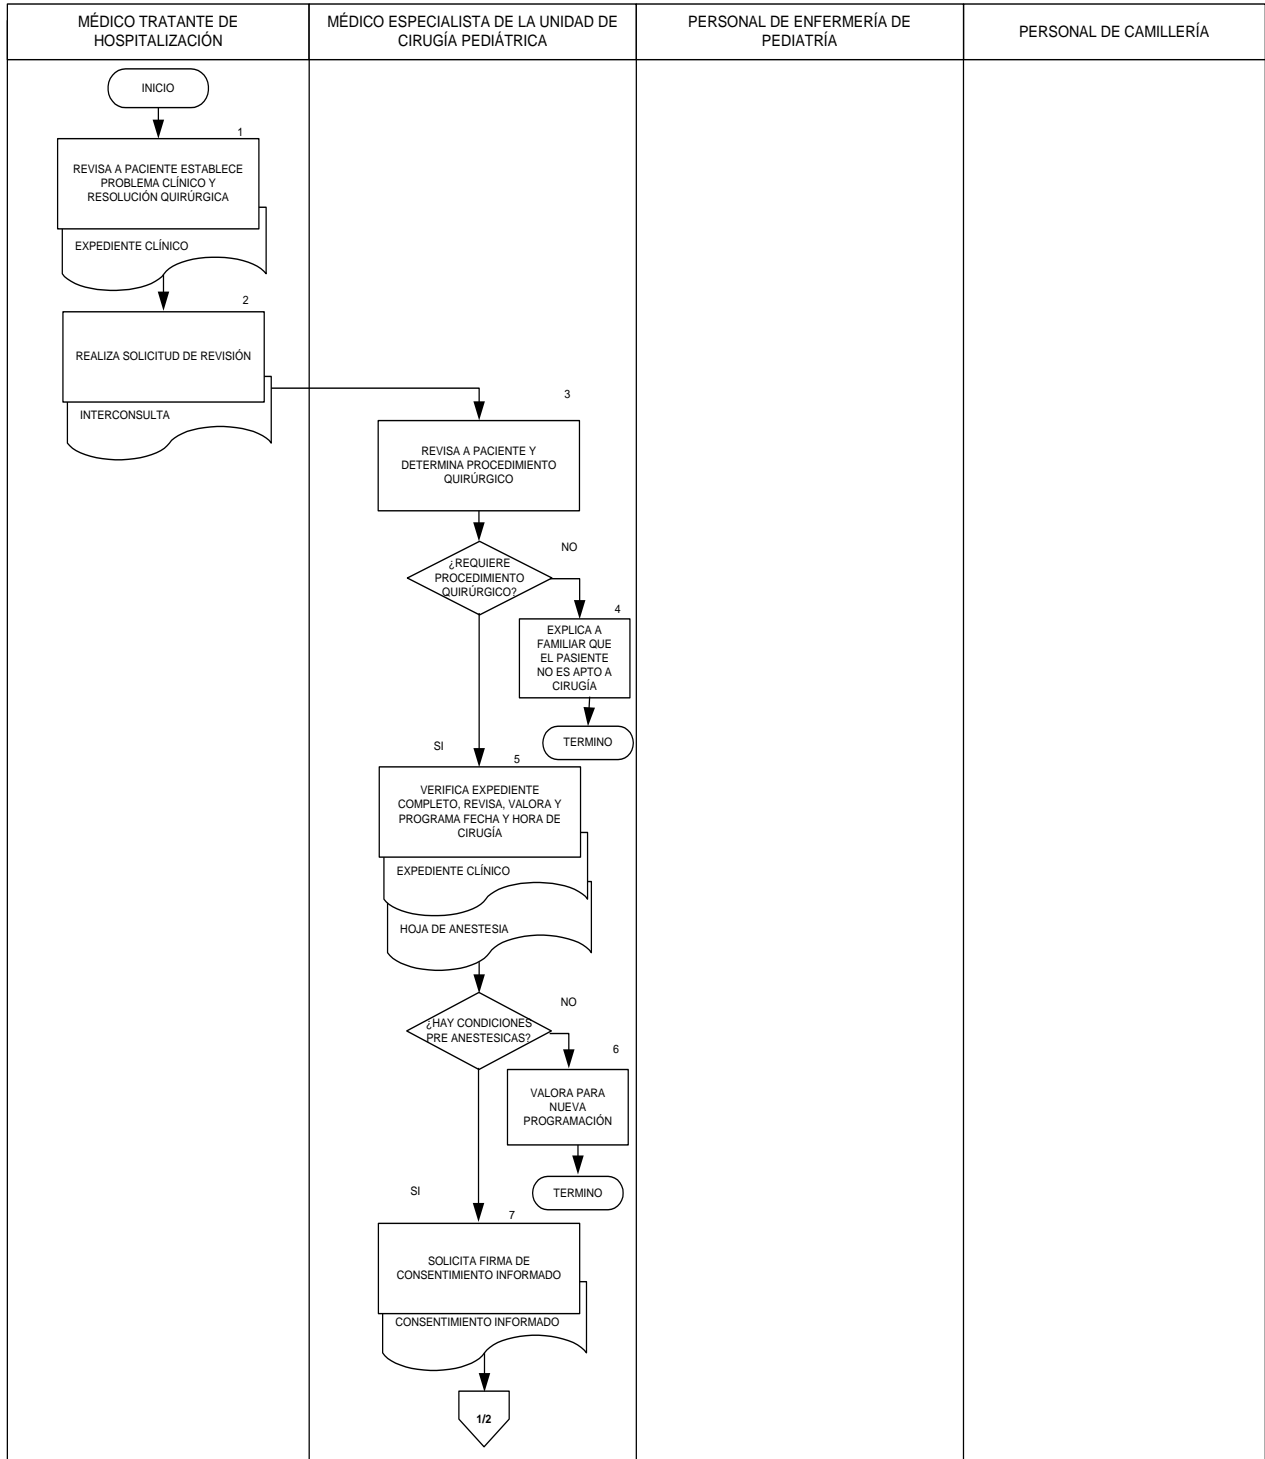 MÉDICO TRATANTE DE
HOSPITALIZACIÓN
MÉDICO ESPECIALISTA DE LA UNIDAD DE
CIRUGÍA PEDIÁTRICA
PERSONAL DE ENFERMERÍA DE
PEDIATRÍA
PERSONAL DE CAMILLERÍA
INICIO
1
REVISA A PACIENTE ESTABLECE
PROBLEMA CLÍNICO Y
RESOLUCIÓN QUIRÚRGICA
EXPEDIENTE CLÍNICO
2
REALIZA SOLICITUD DE REVISIÓN
INTERCONSULTA
3
REVISA A PACIENTE Y
DETERMINA PROCEDIMIENTO
QUIRÚRGICO
¿REQUIERE
PROCEDIMIENTO
QUIRÚRGICO?
NO
4
EXPLICA A
FAMILIAR QUE
EL PASIENTE
NO ES APTO A
CIRUGÍA
TERMINO
SI
5
VERIFICA EXPEDIENTE
COMPLETO, REVISA, VALORA Y
PROGRAMA FECHA Y HORA DE
CIRUGÍA
EXPEDIENTE CLÍNICO
HOJA DE ANESTESIA
¿HAY CONDICIONES
PRE ANESTESICAS?
NO
6
VALORA PARA
NUEVA
PROGRAMACIÓN
TERMINO
SI
7
SOLICITA FIRMA DE
CONSENTIMIENTO INFORMADO
CONSENTIMIENTO INFORMADO
1/2